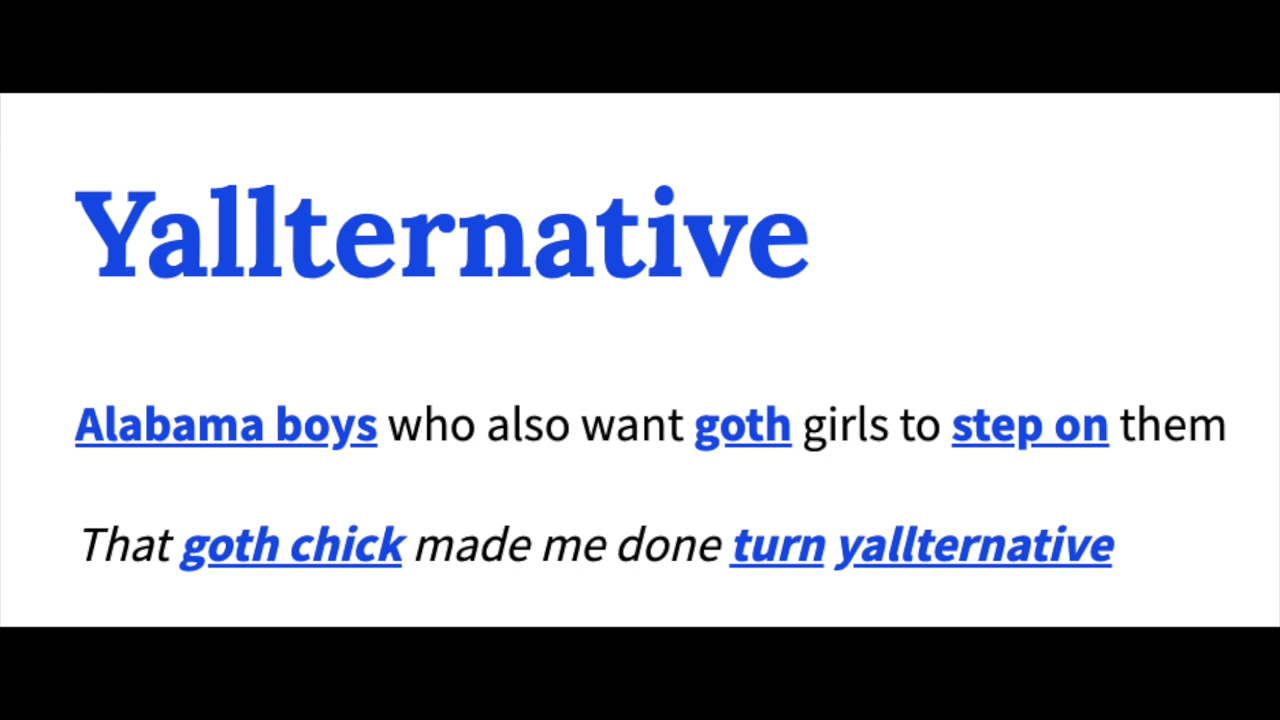 Yallternative
Alabama boys who also want goth girls to step on them
That goth chick made me done turn yallternative